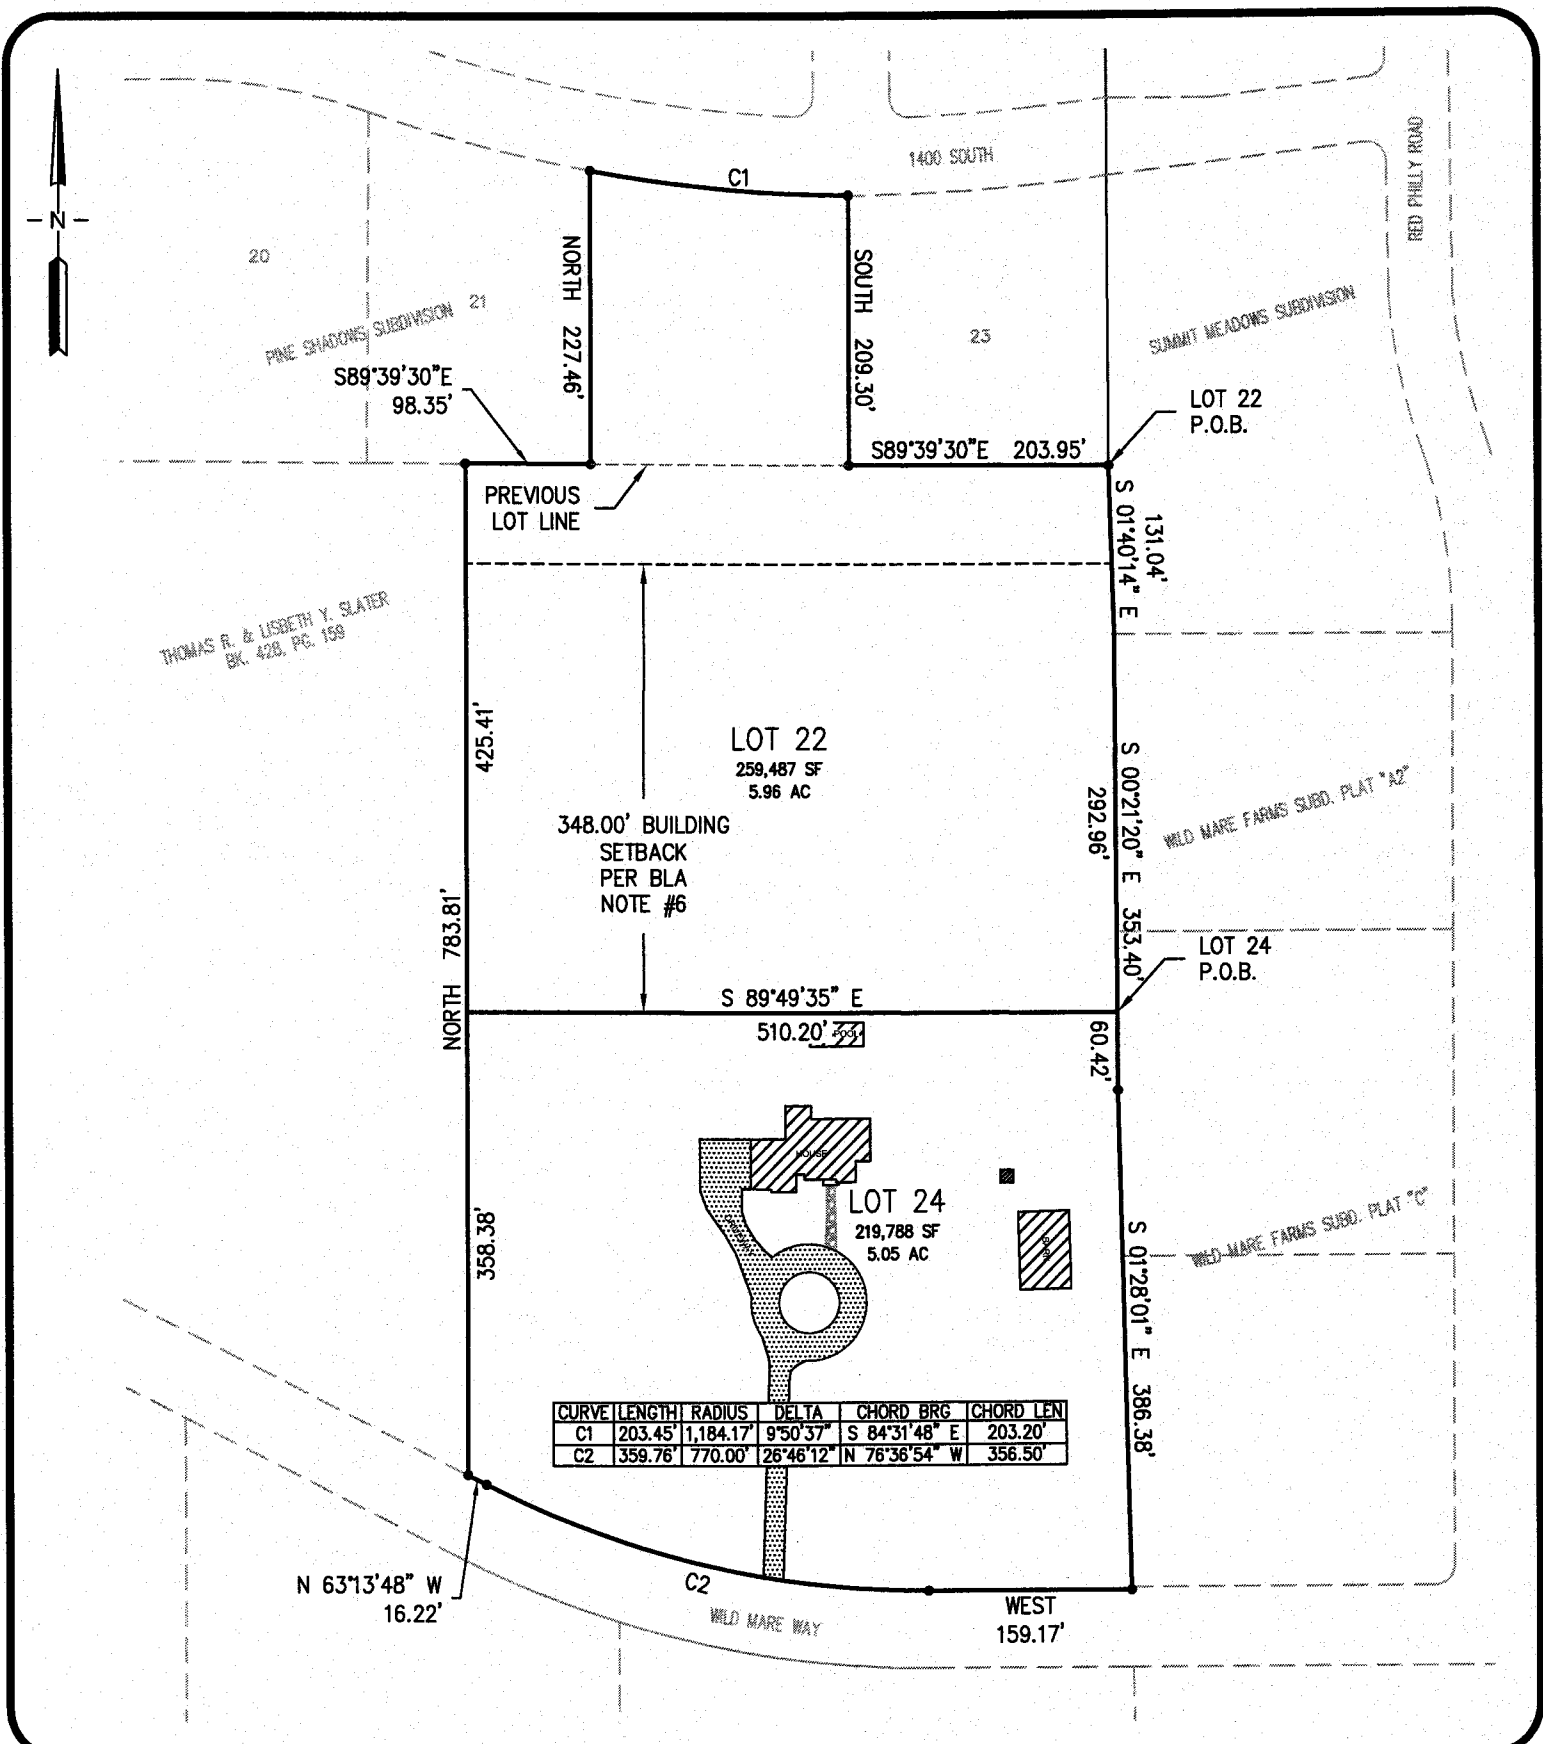 1400 SOUTH
RED PHILLY ROAD
C1
N
20
PINE SHADOWS SUBDIVISION
21
NORTH 227.46'
SOUTH 209.30'
23
SUMMIT MEADOWS SUBDIVISION
S89°39'30"E
98.35'
LOT 22
P.O.B.
S89°39'30"E 203.95'
PREVIOUS
LOT LINE
131.04'
S 01°40'14" E
THOMAS R. & LISBETH Y. SLATER
BK. 428, PG. 159
425.41'
LOT 22
259,487 SF
5.96 AC
348.00' BUILDING
SETBACK
PER BLA
NOTE #6
292.96'
S 00°21'20" E 353.40'
WILD MARE FARMS SUBD. PLAT "A2"
NORTH 783.81'
LOT 24
P.O.B.
S 89°49'35" E
510.20'
POOL
60.42'
HOUSE
LOT 24
219,788 SF
5.05 AC
DRIVEWAY
BARN
358.38'
S 01°28'01" E 386.38'
WILD MARE FARMS SUBD. PLAT "C"
CURVE LENGTH RADIUS DELTA CHORD BRG CHORD LEN
C1 203.45' 1,184.17' 9°50'37" S 84°31'48" E 203.20'
C2 359.76' 770.00' 26°46'12" N 76°36'54" W 356.50'
N 63°13'48" W
16.22'
C2
WILD MARE WAY
WEST
159.17'